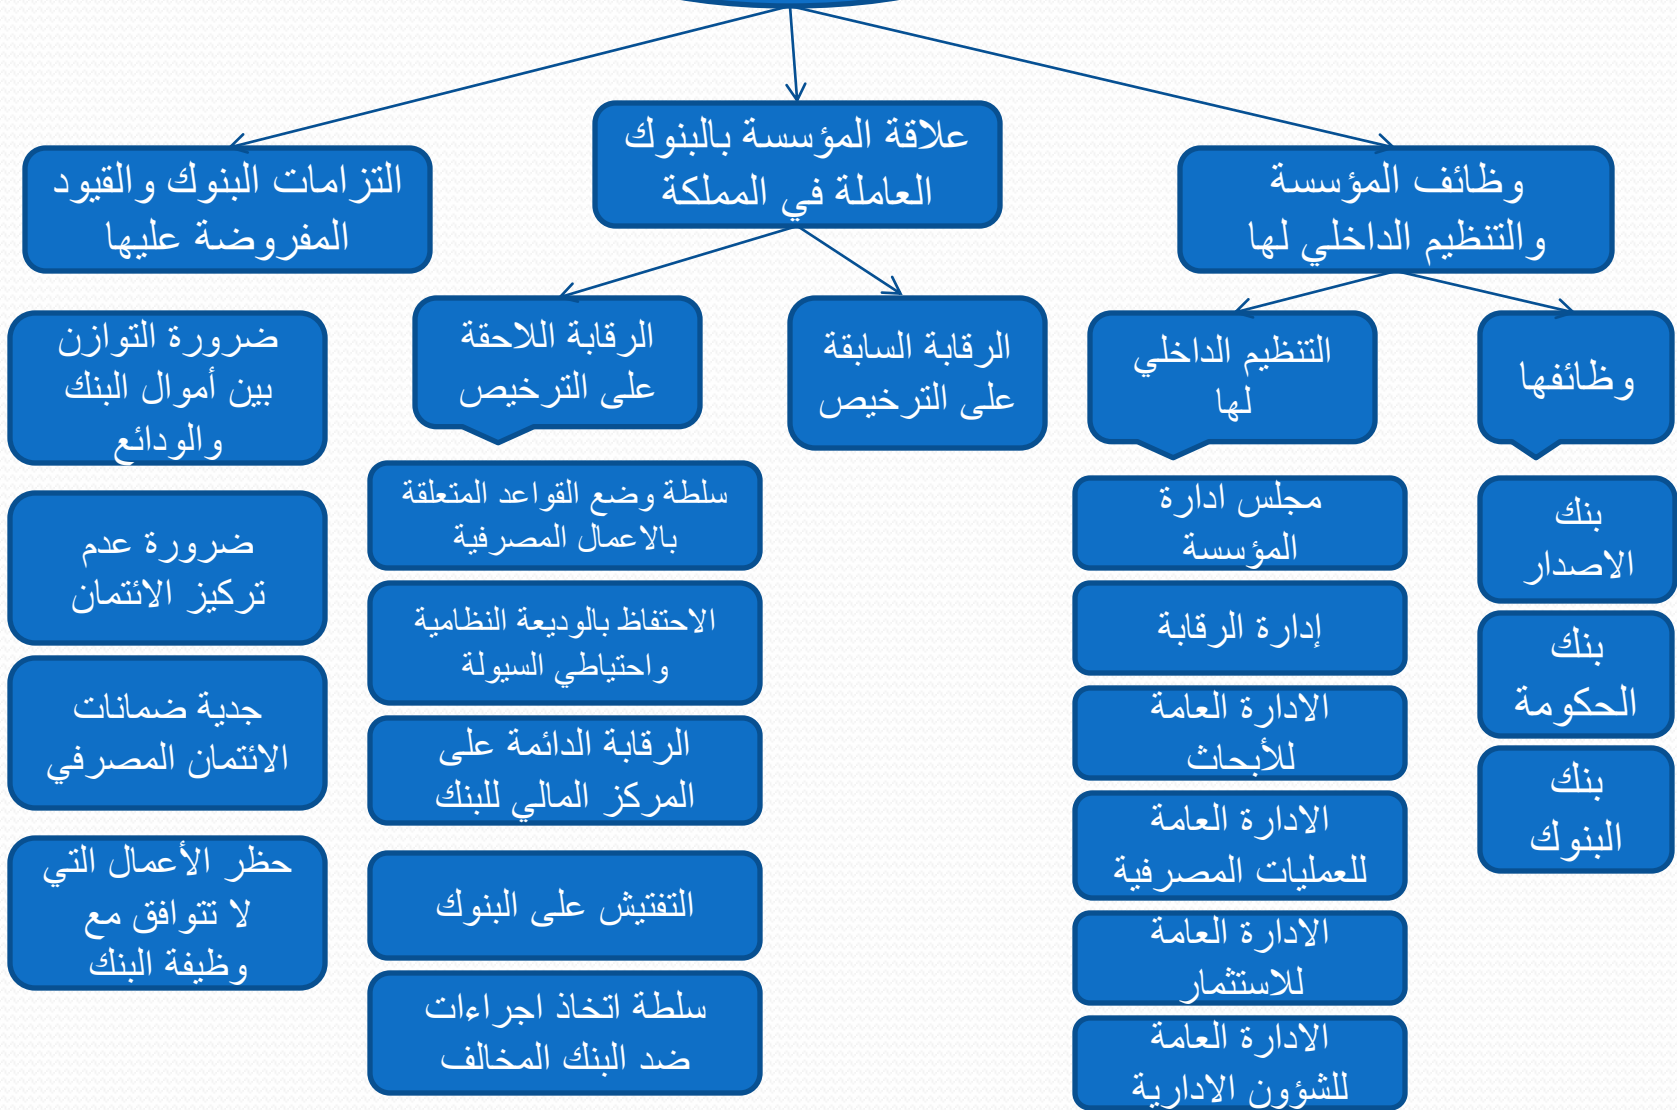 وظائف المؤسسة
والتنظيم الداخلي لها
وظائفها
بنك
الاصدار
بنك
الحكومة
بنك
البنوك
التنظيم الداخلي
لها
مجلس ادارة
المؤسسة
إدارة الرقابة
الادارة العامة
للأبحاث
الادارة العامة
للعمليات المصرفية
الادارة العامة
للاستثمار
الادارة العامة
للشؤون الادارية
علاقة المؤسسة بالبنوك
العاملة في المملكة
الرقابة السابقة
على الترخيص
الرقابة اللاحقة
على الترخيص
سلطة وضع القواعد المتعلقة
بالاعمال المصرفية
الاحتفاظ بالوديعة النظامية
واحتياطي السيولة
الرقابة الدائمة على
المركز المالي للبنك
التفتيش على البنوك
سلطة اتخاذ اجراءات
ضد البنك المخالف
التزامات البنوك والقيود
المفروضة عليها
ضرورة التوازن
بين أموال البنك
والودائع
ضرورة عدم
تركيز الائتمان
جدية ضمانات
الائتمان المصرفي
حظر الأعمال التي
لا تتوافق مع
وظيفة البنك